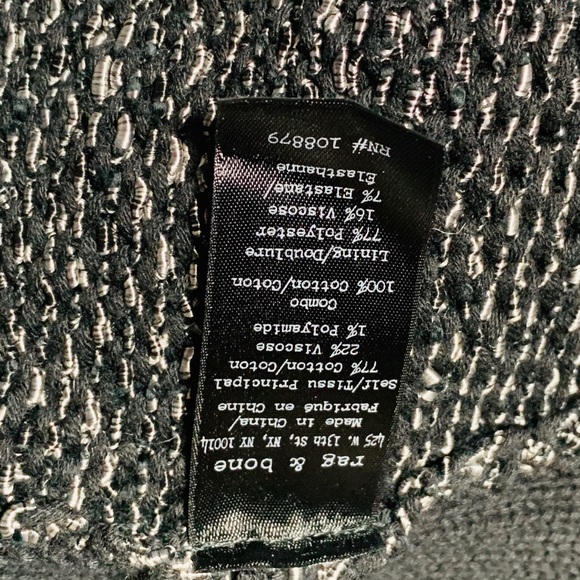 rag & bone
425 W. 13th St, NY, NY 10014
Made in China/
Fabriqué en Chine
Self/Tissu Principal
77% Cotton/Coton
22% Viscose
1% Polyamide
Combo
100% Cotton/Coton
Lining/Doublure
77% Polyester
16% Viscose
7% Elastane/
Elasthanne
RN# 108879